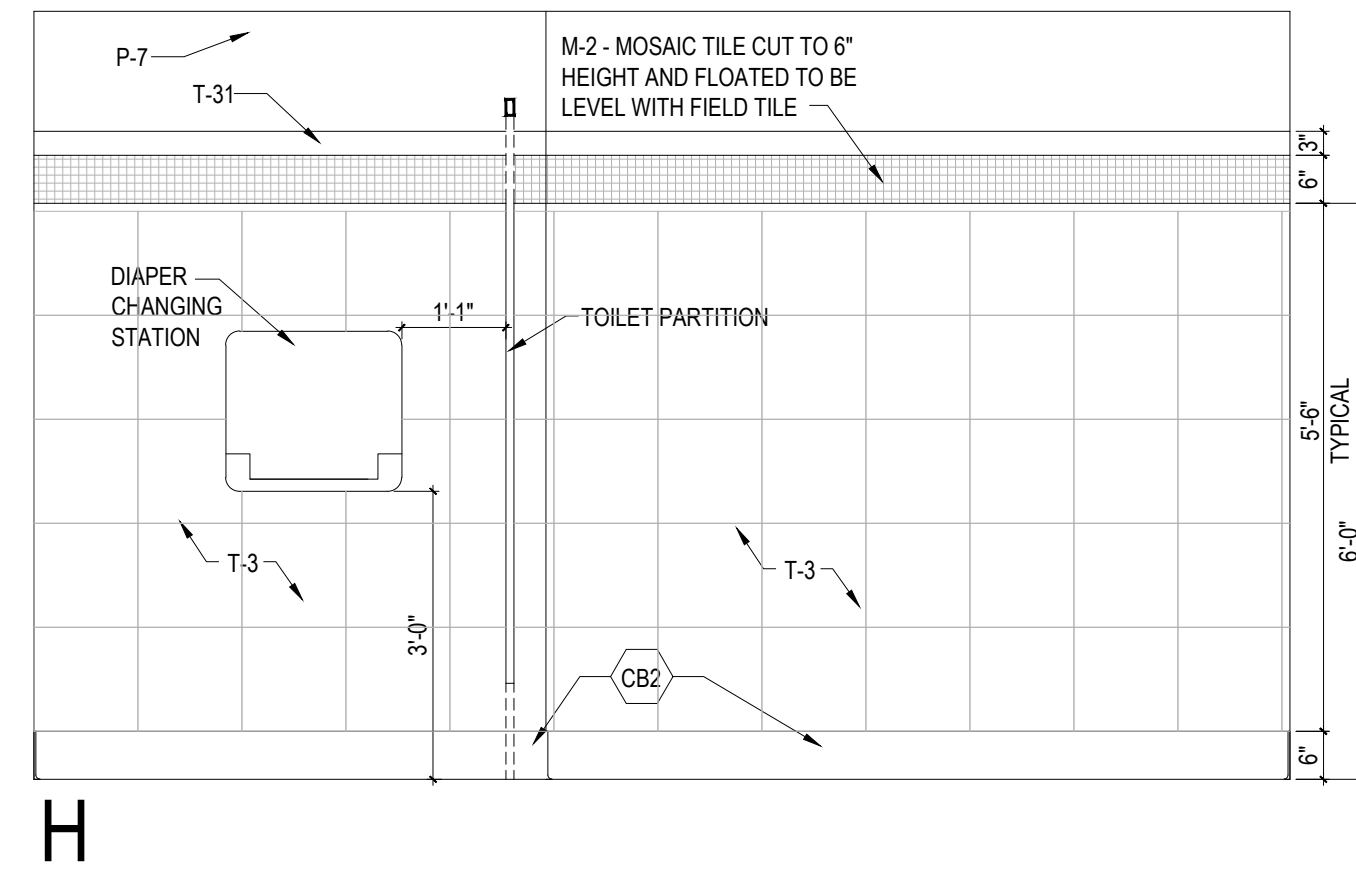 P-7
T-31
M-2 - MOSAIC TILE CUT TO 6"
HEIGHT AND FLOATED TO BE
LEVEL WITH FIELD TILE
3"
6"
DIAPER
CHANGING
STATION
1'-1"
TOILET PARTITION
5'-6"
TYPICAL
6'-0"
T-3
T-3
3'-0"
CB2
6"
H